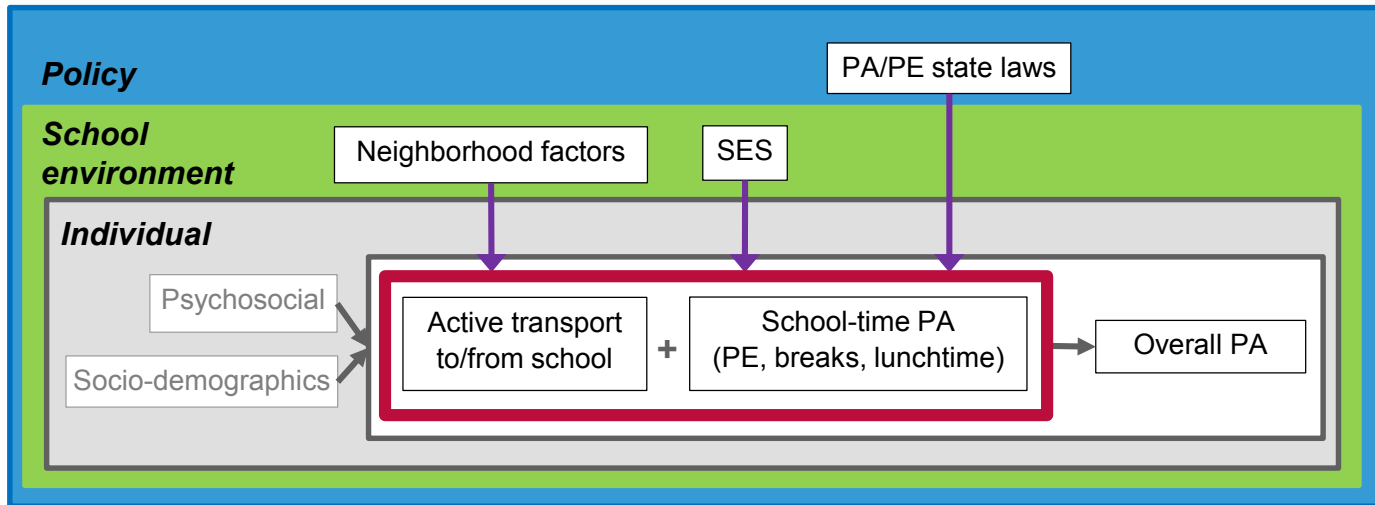 Policy
PA/PE state laws
School
environment
Neighborhood factors
SES
Individual
Psychosocial
Socio-demographics
Active transport
to/from school
+
School-time PA
(PE, breaks, lunchtime)
Overall PA